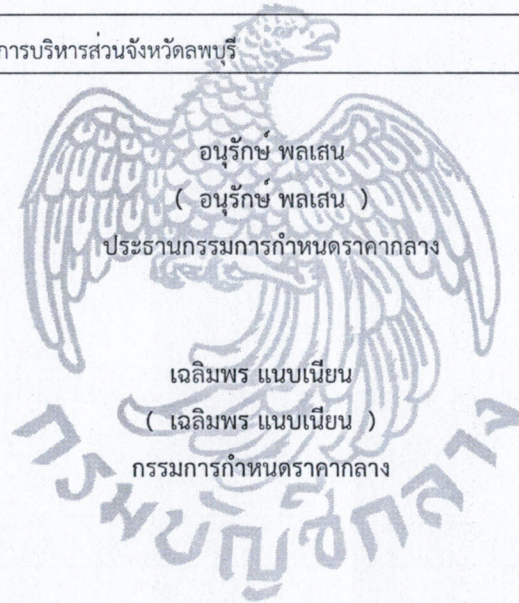 การบริหารส่วนจังหวัดลพบุรี
อนุรักษ์ พลเสน
( อนุรักษ์ พลเสน )
ประธานกรรมการกำหนดราคากลาง
เฉลิมพร แนบเนียน
( เฉลิมพร แนบเนียน )
กรรมการกำหนดราคากลาง
กรมบัญชีกลาง